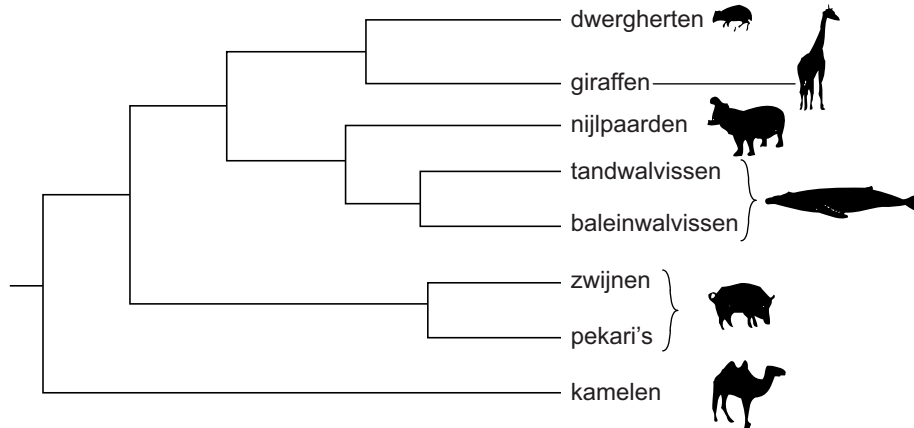 dwergherten
giraffen
nijlpaarden
tandwalvissen
baleinwalvissen
zwijnen
pekari's
kamelen